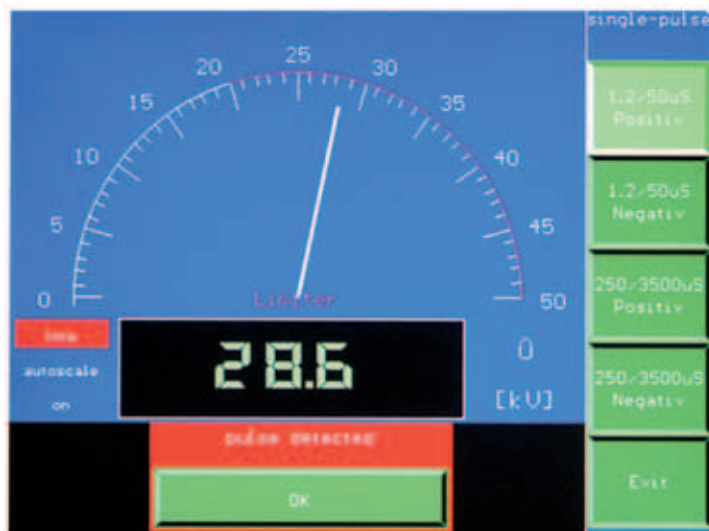 single-pulse
0
5
10
15
20
25
30
35
40
45
50
Limiter
28.6
Û
[kV]
autoscale
on
pulse detected
OK
1.2/50uS
Positiv
1.2/50uS
Negativ
250/3500uS
Positiv
250/3500uS
Negativ
Exit